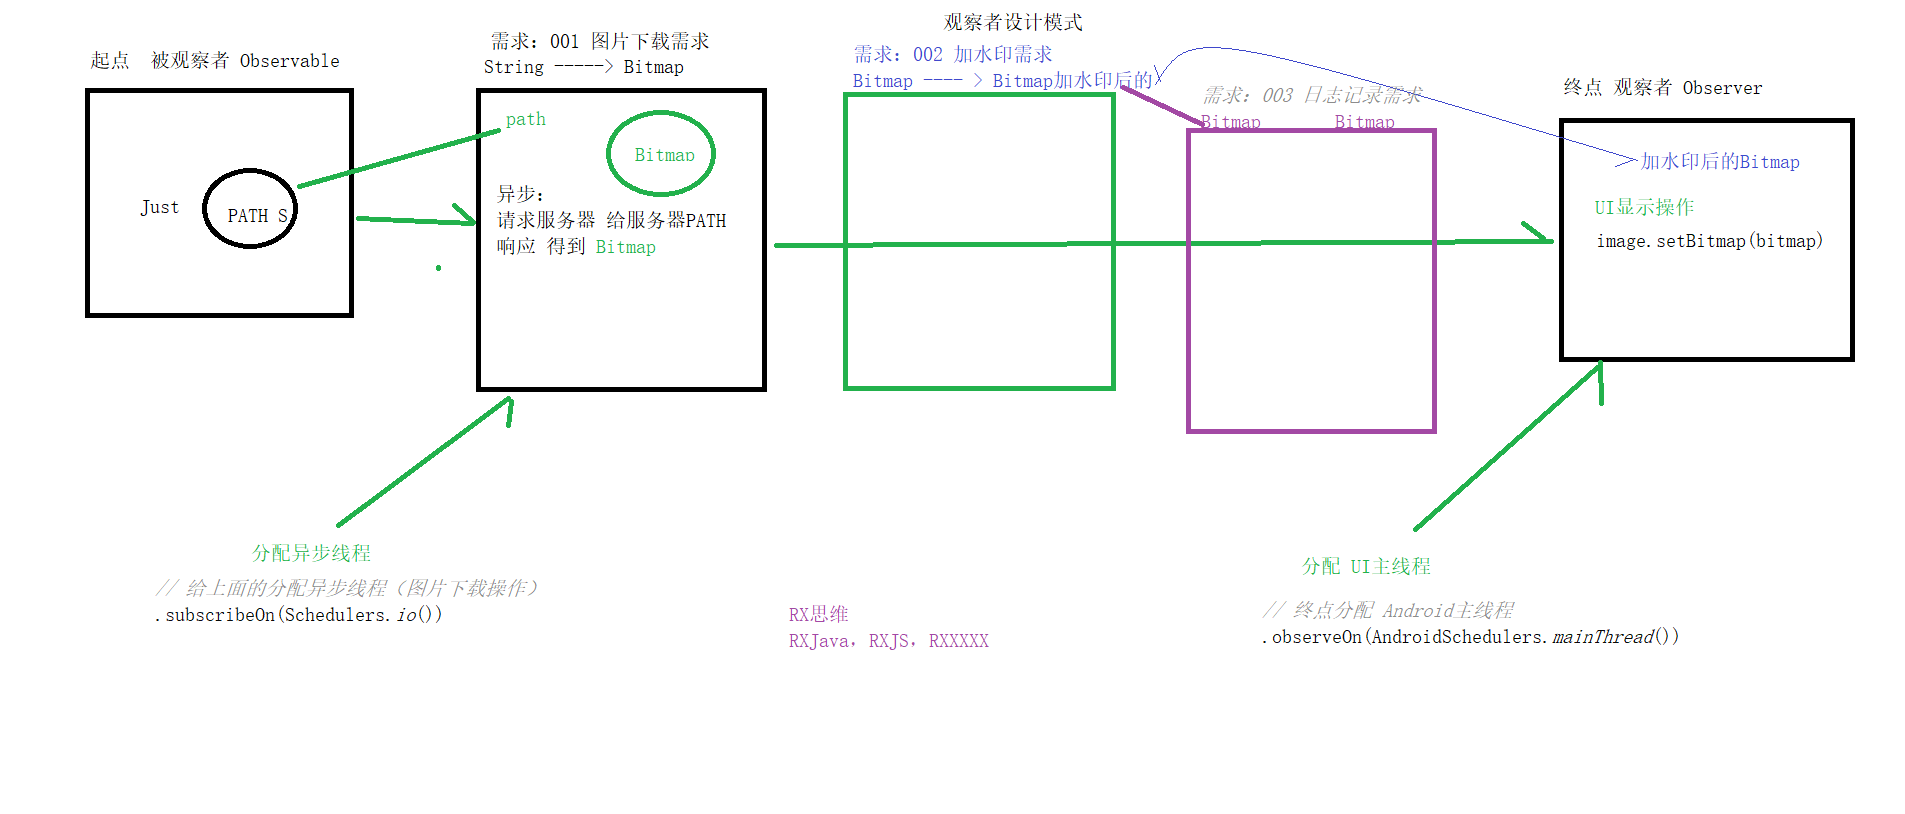 观察者设计模式
起点 被观察者 Observable
Just
PATH S
需求：001 图片下载需求
String -----> Bitmap
path
Bitmap
异步：
请求服务器 给服务器PATH
响应 得到 Bitmap
需求：002 加水印需求
Bitmap ---- > Bitmap加水印后的
需求：003 日志记录需求
Bitmap Bitmap
终点 观察者 Observer
加水印后的Bitmap
UI显示操作
image.setBitmap(bitmap)
分配异步线程
// 给上面的分配异步线程（图片下载操作）
.subscribeOn(Schedulers.io())
RX思维
RXJava，RXJS，RXXXXX
分配 UI主线程
// 终点分配 Android主线程
.observeOn(AndroidSchedulers.mainThread())